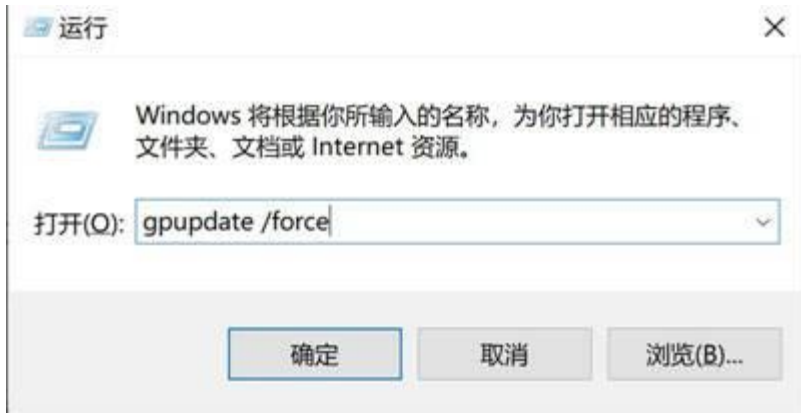 运行
Windows 将根据你所输入的名称，为你打开相应的程序、
文件夹、文档或 Internet 资源。
打开(O): gpupdate /force
确定 取消 浏览(B)...